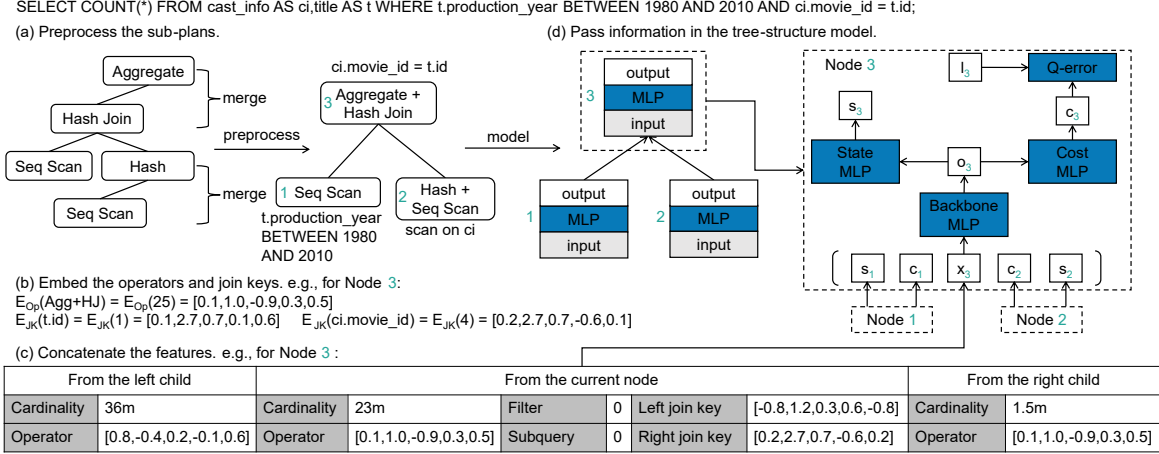 SELECT COUNT(*) FROM cast_info AS ci,title AS t WHERE t.production_year BETWEEN 1980 AND 2010 AND ci.movie_id = t.id;
(a) Preprocess the sub-plans.
Aggregate
merge
Hash Join
Seq Scan
Hash
merge
Seq Scan
preprocess
ci.movie_id = t.id
3 Aggregate +
Hash Join
1 Seq Scan
2 Hash +
Seq Scan
t.production_year
BETWEEN 1980
AND 2010
scan on ci
model
(d) Pass information in the tree-structure model.
3
output
MLP
input
1
output
MLP
input
2
output
MLP
input
Node 3
l3
Q-error
s3
c3
State
MLP
o3
Cost
MLP
Backbone
MLP
s1
c1
x3
c2
s2
Node 1
Node 2
(b) Embed the operators and join keys. e.g., for Node 3:
EOp(Agg+HJ) = EOp(25) = [0.1,1.0,-0.9,0.3,0.5]
EJK(t.id) = EJK(1) = [0.1,2.7,0.7,0.1,0.6] EJK(ci.movie_id) = EJK(4) = [0.2,2.7,0.7,-0.6,0.1]
(c) Concatenate the features. e.g., for Node 3 :
From the left child From the current node From the right child
Cardinality 36m Cardinality 23m Filter 0 Left join key [-0.8,1.2,0.3,0.6,-0.8] Cardinality 1.5m
Operator [0.8,-0.4,0.2,-0.1,0.6] Operator [0.1,1.0,-0.9,0.3,0.5] Subquery 0 Right join key [0.2,2.7,0.7,-0.6,0.2] Operator [0.1,1.0,-0.9,0.3,0.5]